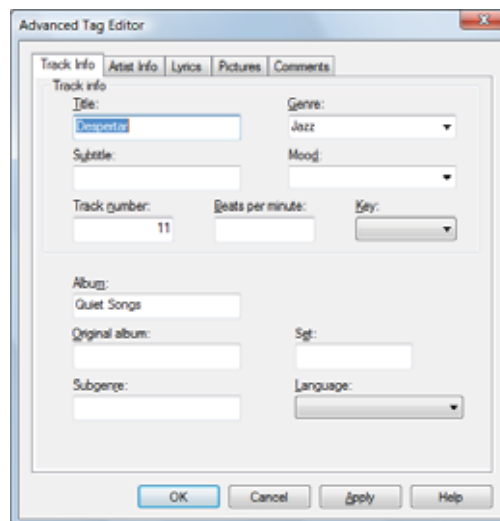 Advanced Tag Editor
Track Info Artist Info Lyrics Pictures Comments
Track info
Title: Genre:
Despertar Jazz
Subtitle: Mood:
Track number: Beats per minute: Key:
11
Album:
Quiet Songs
Original album: Set:
Subgenre: Language:
OK Cancel Apply Help